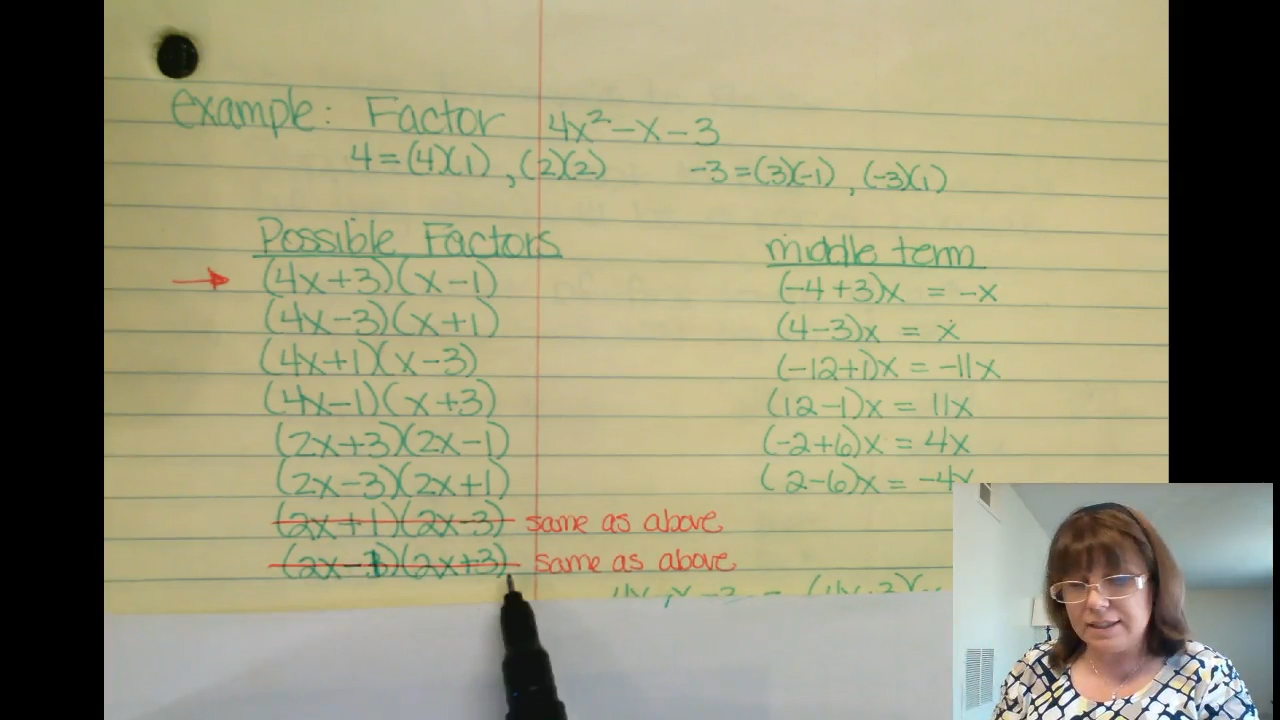 example: Factor 4x² - x - 3
4 = (4)(1), (2)(2) -3 = (3)(-1), (-3)(1)
Possible Factors middle term
→ (4x+3)(x-1) (-4+3)x = -x
(4x-3)(x+1) (4-3)x = x
(4x+1)(x-3) (-12+1)x = -11x
(4x-1)(x+3) (12-1)x = 11x
(2x+3)(2x-1) (-2+6)x = 4x
(2x-3)(2x+1) (2-6)x = -4x
(2x+1)(2x-3) same as above
(2x-1)(2x+3) same as above